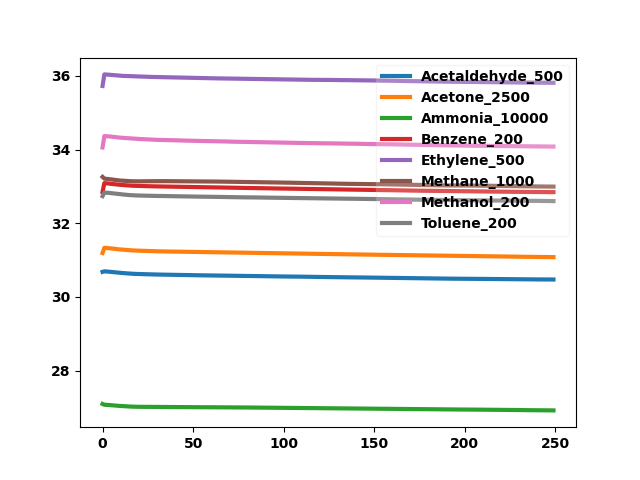 36
34
32
30
28
0
50
100
150
200
250
Acetaldehyde_500
Acetone_2500
Ammonia_10000
Benzene_200
Ethylene_500
Methane_1000
Methanol_200
Toluene_200